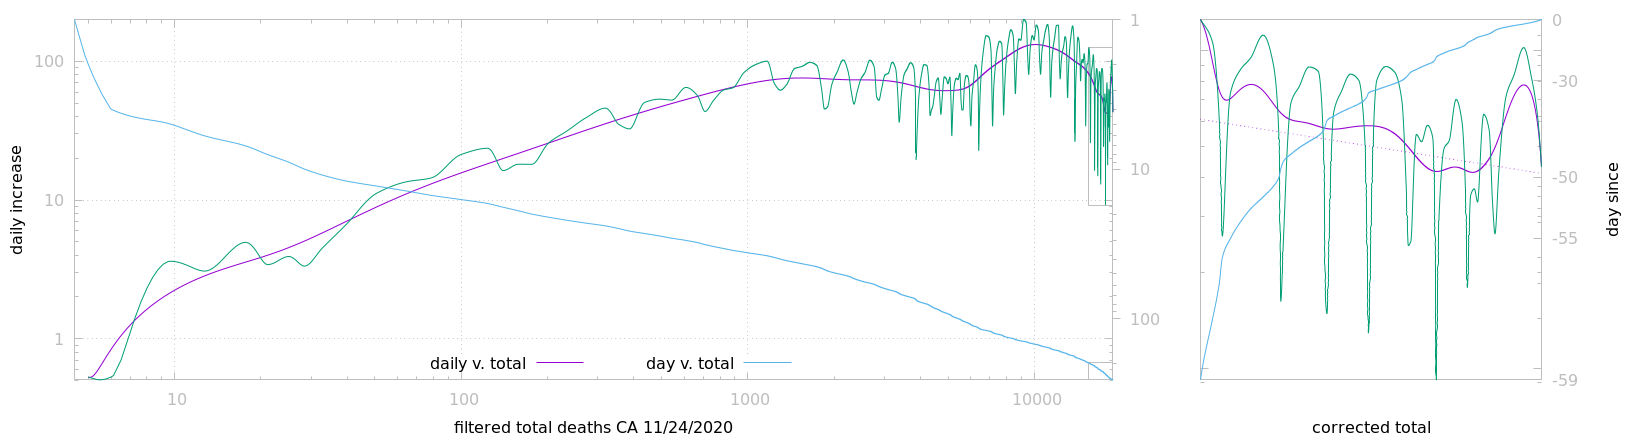 100
10
1
daily increase
daily v. total
day v. total
10
100
1000
10000
filtered total deaths CA 11/24/2020
1
10
100
0
-30
-50
-55
-59
day since
corrected total